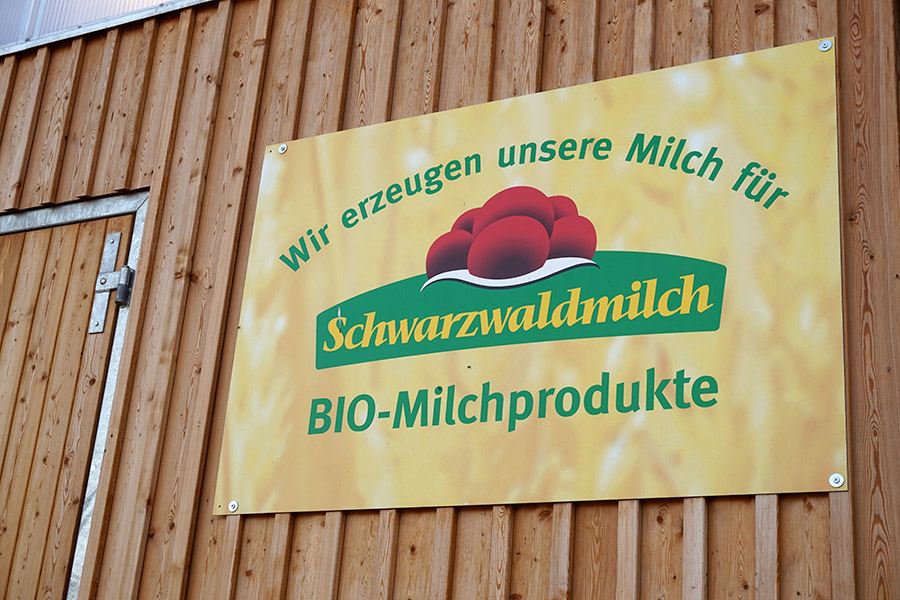 Wir erzeugen unsere Milch für
Schwarzwaldmilch
BIO-Milchprodukte